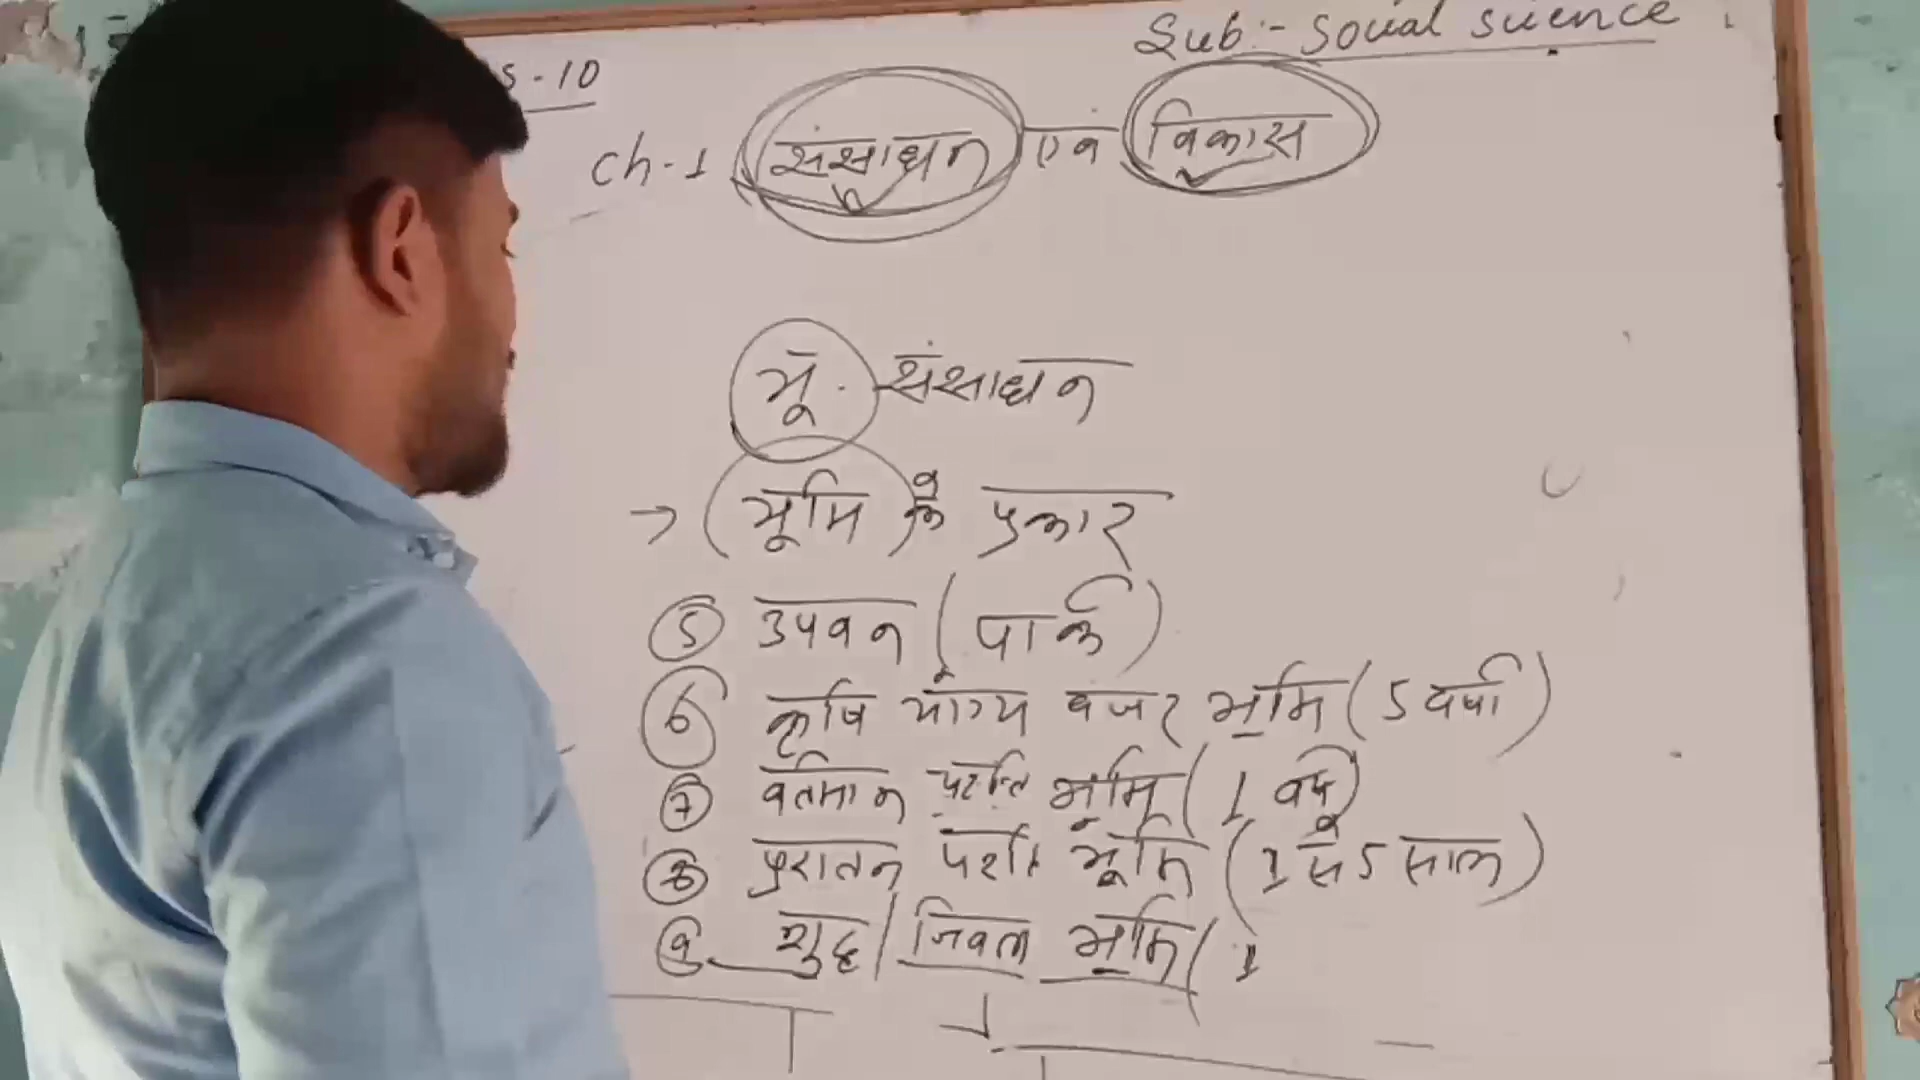 Sub:- Social science
s-10
Ch-1 संसाधन एवं विकास
भू-संसाधन
→ भूमि के प्रकार
⑤ उपवन (पार्क)
⑥ कृषि योग्य बंजर भूमि (5 वर्षो)
⑦ वर्तमान परति भूमि (1 वर्ष)
⑧ पुरातन परति भूमि (1 से 5 साल)
⑨ शुद्ध / भूमि (1